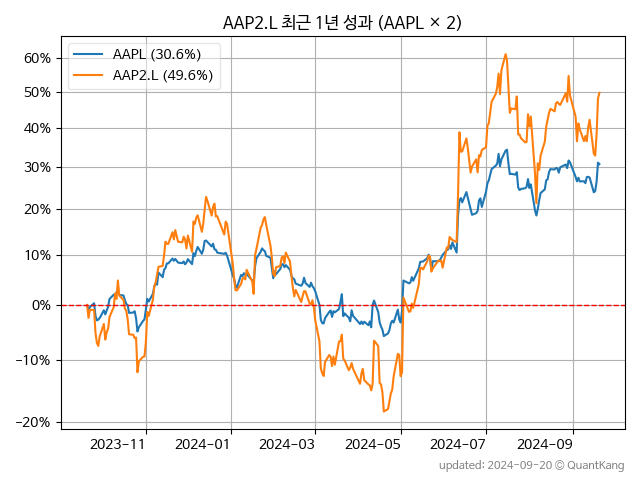 AAP2.L 최근 1년 성과 (AAPL × 2)
AAPL (30.6%)
AAP2.L (49.6%)
60%
50%
40%
30%
20%
10%
0%
−10%
−20%
2023-11 2024-01 2024-03 2024-05 2024-07 2024-09
updated: 2024-09-20 © QuantKang